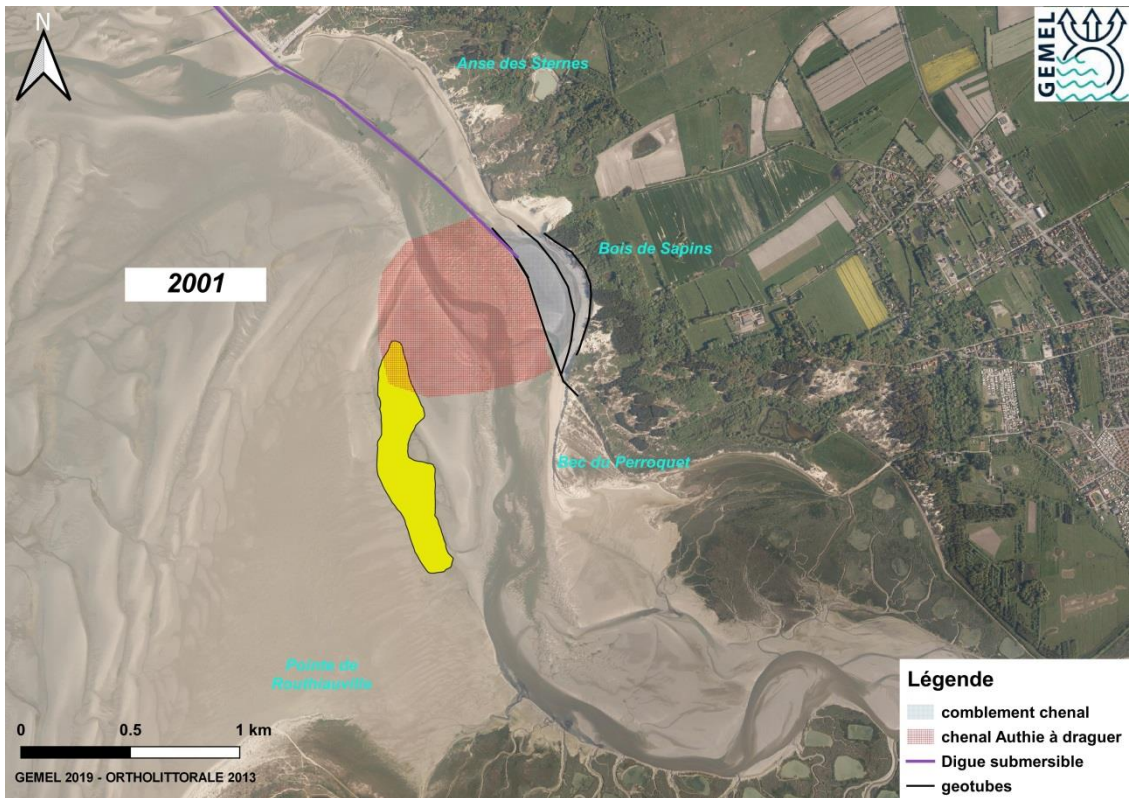 N
GEMEL
Anse des Sternes
Bois de Sapins
2001
Bec du Perroquet
Pointe de
Routhiauville
0 0.5 1 km
GEMEL 2019 - ORTHOLITTORALE 2013
Légende
comblement chenal
chenal Authie à draguer
Digue submersible
geotubes